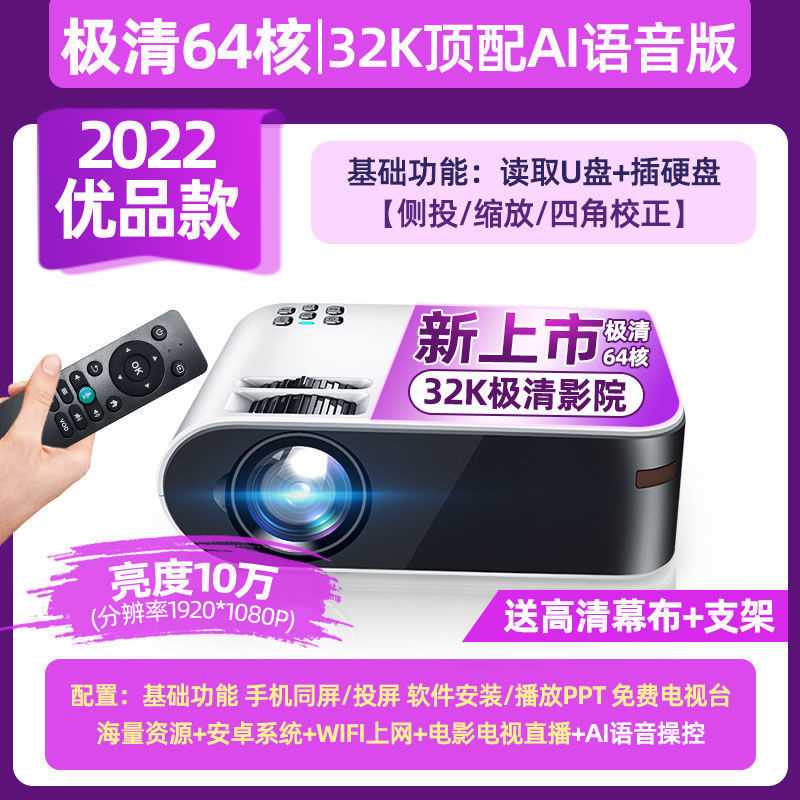 极清64核|32K顶配AI语音版
2022
优品款
基础功能：读取U盘+插硬盘
【侧投/缩放/四角校正】
新上市
极清
64核
32K极清影院
OK
VOD
亮度10万
(分辨率1920*1080P)
送高清幕布+支架
配置：基础功能 手机同屏/投屏 软件安装/播放PPT 免费电视台
海量资源+安卓系统+WIFI上网+电影电视直播+AI语音操控